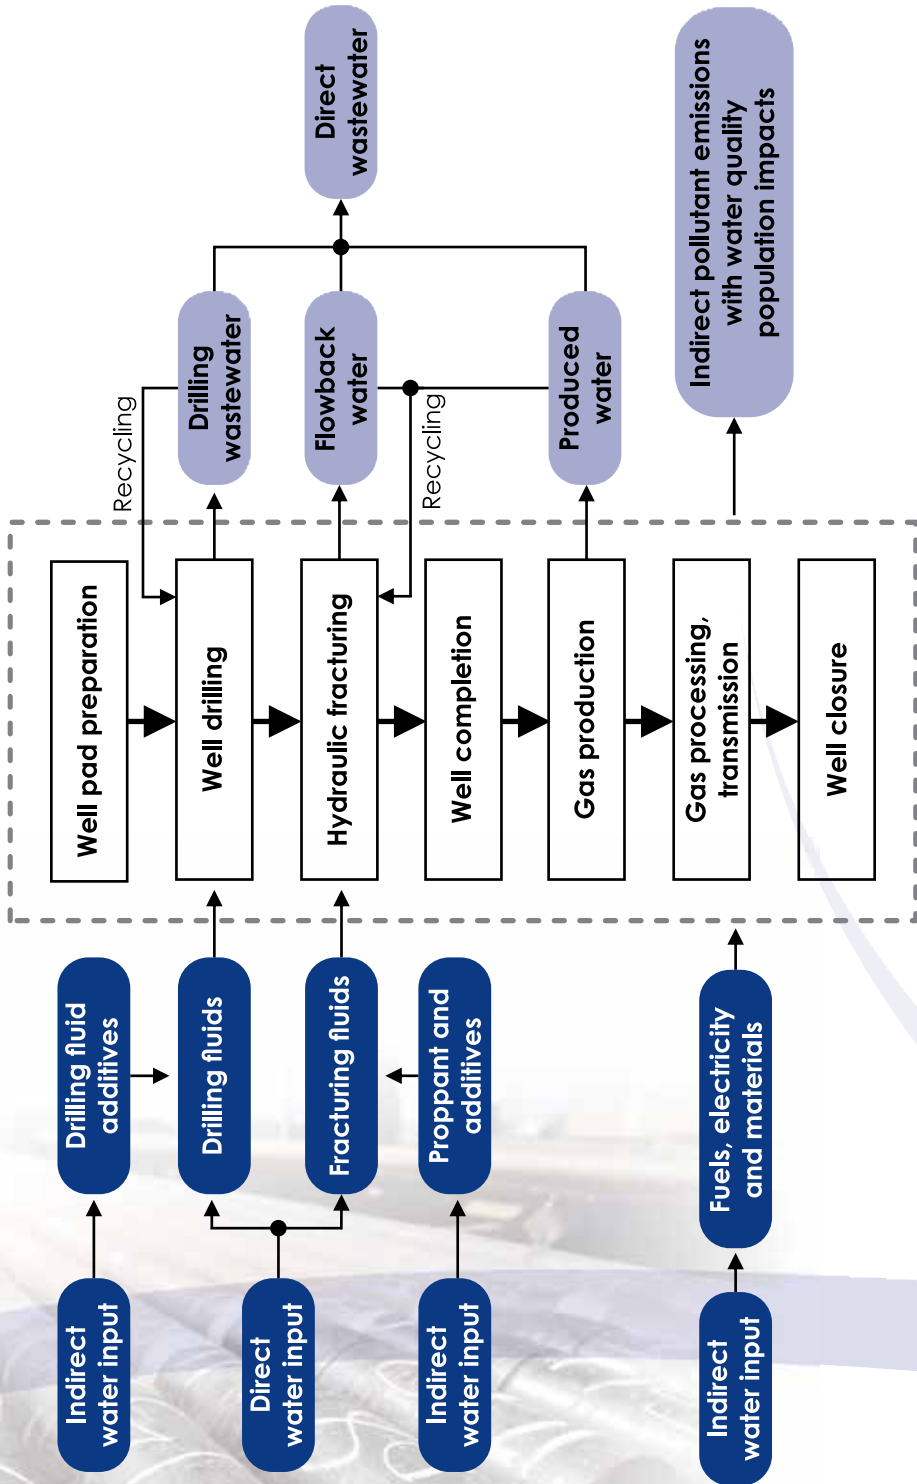 Indirect
water input
Direct
water input
Indirect
water input
Indirect
water input
Drilling fluid
additives
Drilling fluids
Fracturing fluids
Proppant and
additives
Fuels, electricity
and materials
Well pad preparation
Well drilling
Hydraulic fracturing
Well completion
Gas production
Gas processing,
transmission
Well closure
Recycling
Recycling
Drilling
wastewater
Flowback
water
Produced
water
Direct
wastewater
Indirect pollutant emissions
with water quality
population impacts